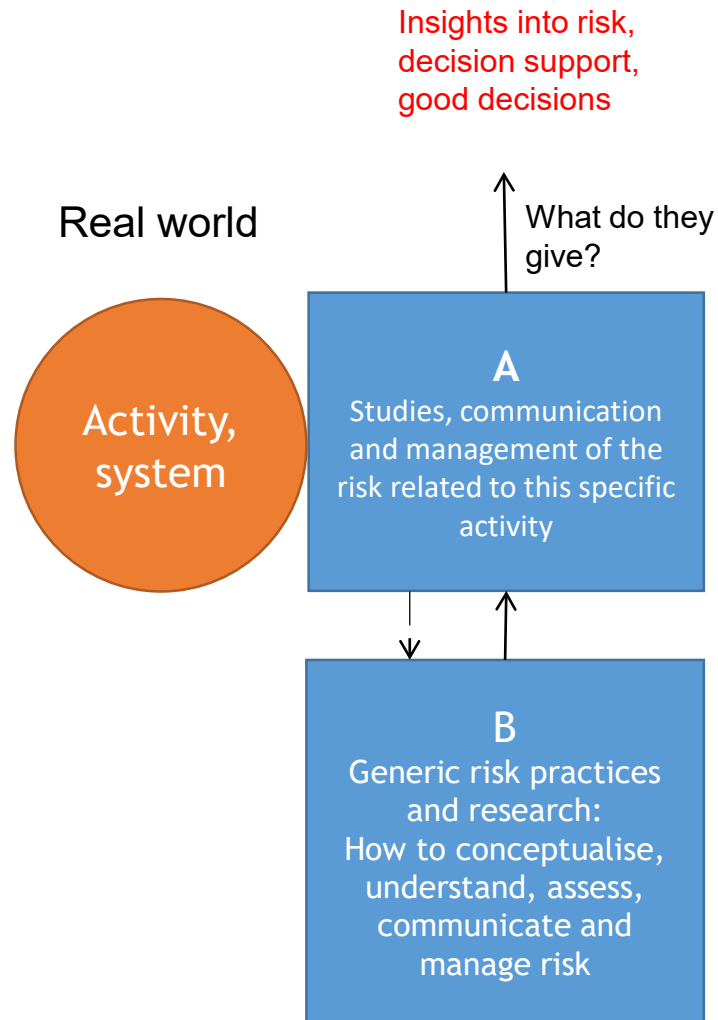 Insights into risk,
decision support,
good decisions
Real world
What do they
give?
Activity,
system
A
Studies, communication
and management of the
risk related to this specific
activity
B
Generic risk practices
and research:
How to conceptualise,
understand, assess,
communicate and
manage risk